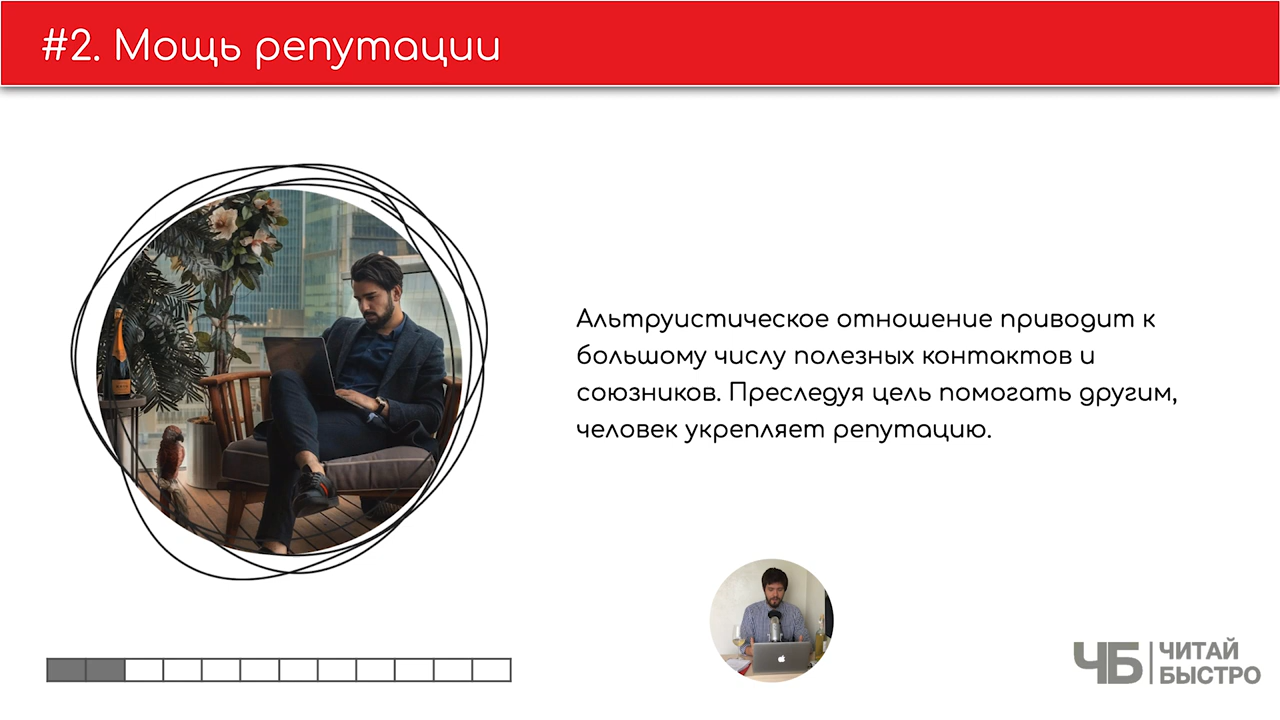 #2. Мощь репутации
Альтруистическое отношение приводит к
большому числу полезных контактов и
союзников. Преследуя цель помогать другим,
человек укрепляет репутацию.
ЧБ
ЧИТАЙ
БЫСТРО